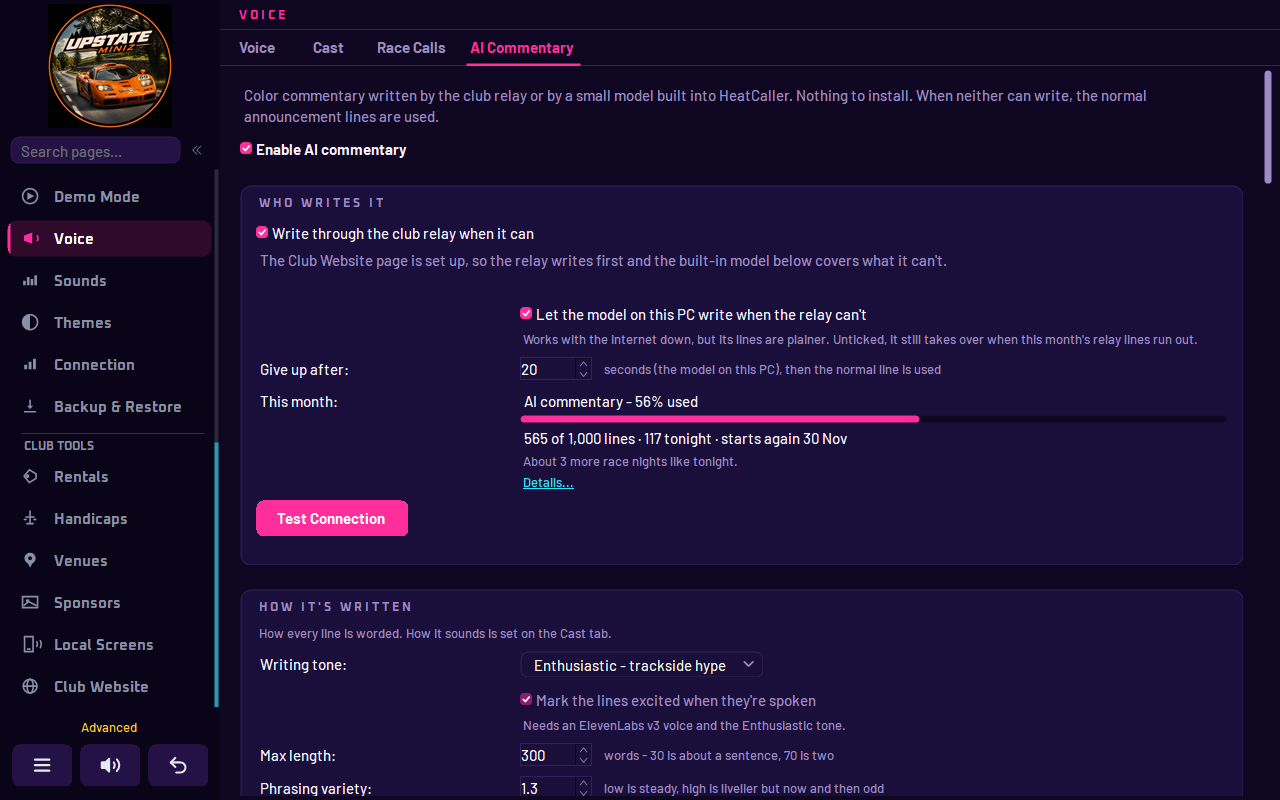 UPSTATE
MINIZ
Search pages...
Demo Mode
Voice
Sounds
Themes
Connection
Backup & Restore
CLUB TOOLS
Rentals
Handicaps
Venues
Sponsors
Local Screens
Club Website
Advanced
VOICE
Voice Cast Race Calls AI Commentary
Color commentary written by the club relay or by a small model built into HeatCaller. Nothing to install. When neither can write, the normal
announcement lines are used.
Enable AI commentary
WHO WRITES IT
Write through the club relay when it can
The Club Website page is set up, so the relay writes first and the built-in model below covers what it can't.
Let the model on this PC write when the relay can't
Works with the internet down, but its lines are plainer. Unticked, it still takes over when this month's relay lines run out.
Give up after: 20 seconds (the model on this PC), then the normal line is used
This month: AI commentary - 56% used
565 of 1,000 lines · 117 tonight · starts again 30 Nov
About 3 more race nights like tonight.
Details...
Test Connection
HOW IT'S WRITTEN
How every line is worded. How it sounds is set on the Cast tab.
Writing tone: Enthusiastic - trackside hype
Mark the lines excited when they're spoken
Needs an ElevenLabs v3 voice and the Enthusiastic tone.
Max length: 300 words - 30 is about a sentence, 70 is two
Phrasing variety: 1.3 low is steady, high is livelier but now and then odd